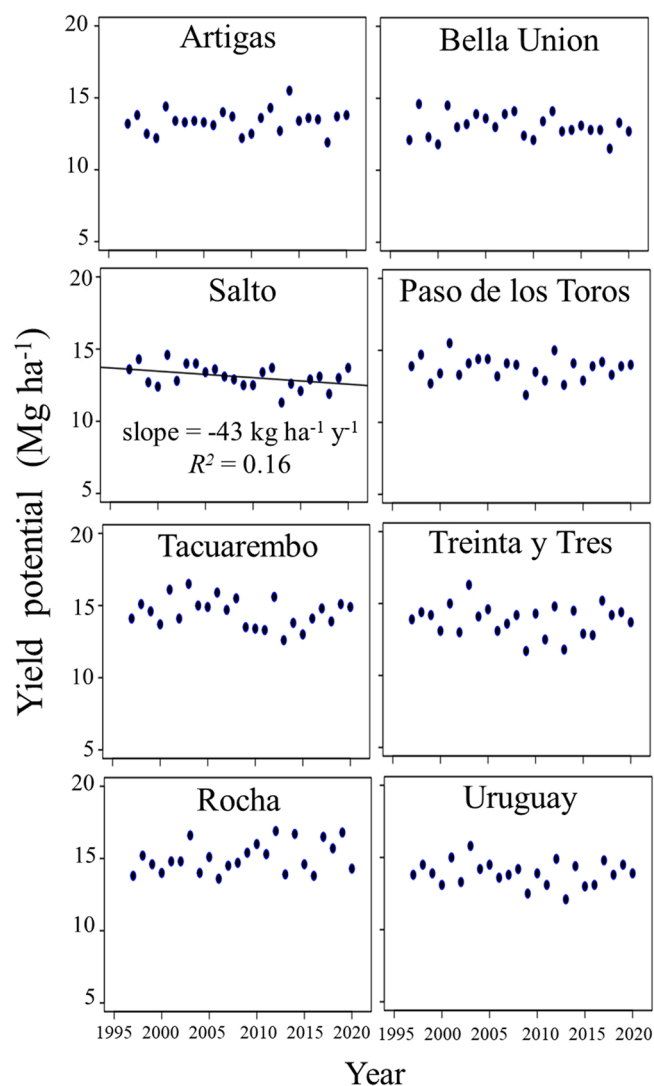 Yield potential (Mg ha-1)
20
15
10
5
Artigas
Bella Union
20
15
10
5
Salto
slope = -43 kg ha-1 y-1
R2 = 0.16
Paso de los Toros
20
15
10
5
Tacuarembo
Treinta y Tres
20
15
10
5
Rocha
Uruguay
1995 2000 2005 2010 2015 2020
1995 2000 2005 2010 2015 2020
Year